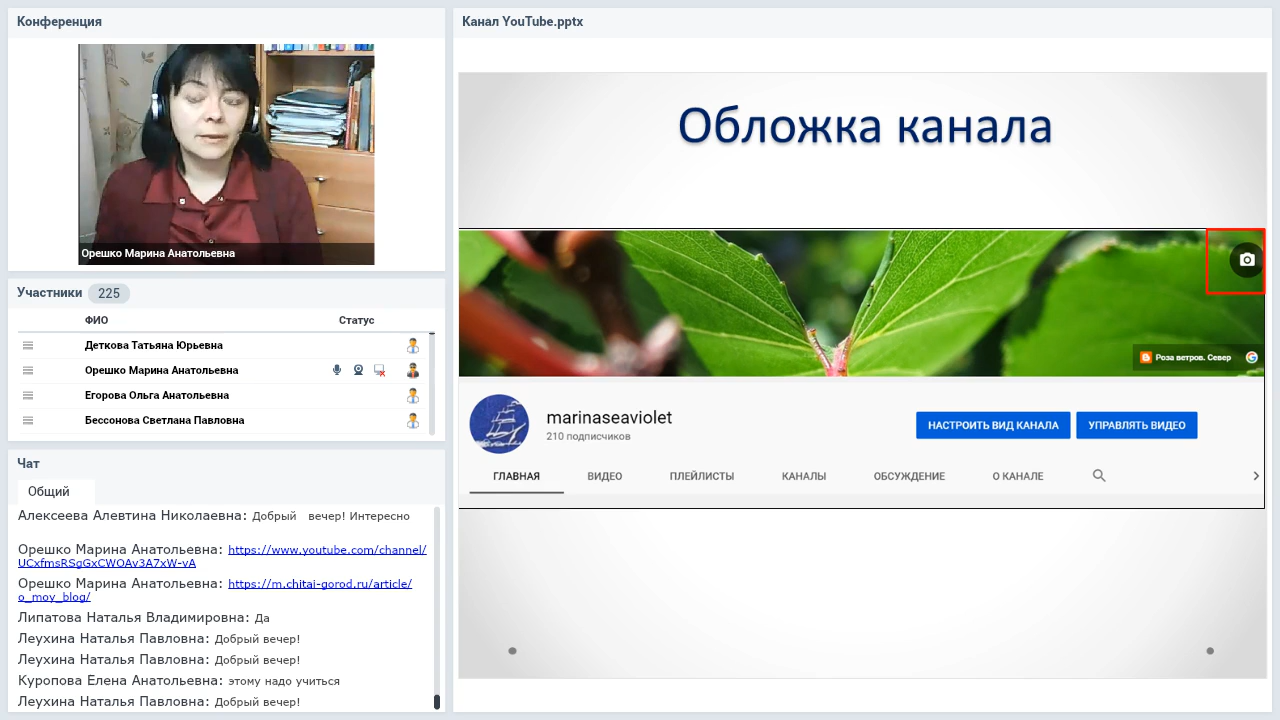 Конференция
Орешко Марина Анатольевна
Участники 225
ФИО Статус
Деткова Татьяна Юрьевна
Орешко Марина Анатольевна
Егорова Ольга Анатольевна
Бессонова Светлана Павловна
Чат
Общий
Алексеева Алевтина Николаевна: Добрый вечер! Интересно
Орешко Марина Анатольевна: https://www.youtube.com/channel/
UCxfmsRSgGxCWOAv3A7xW-vA
Орешко Марина Анатольевна: https://m.chitai-gorod.ru/article/
o_moy_blog/
Липатова Наталья Владимировна: Да
Леухина Наталья Павловна: Добрый вечер!
Леухина Наталья Павловна: Добрый вечер!
Куропова Елена Анатольевна: этому надо учиться
Леухина Наталья Павловна: Добрый вечер!
Канал YouTube.pptx
Обложка канала
Роза ветров. Север
marinaseaviolet
210 подписчиков
НАСТРОИТЬ ВИД КАНАЛА УПРАВЛЯТЬ ВИДЕО
ГЛАВНАЯ ВИДЕО ПЛЕЙЛИСТЫ КАНАЛЫ ОБСУЖДЕНИЕ О КАНАЛЕ